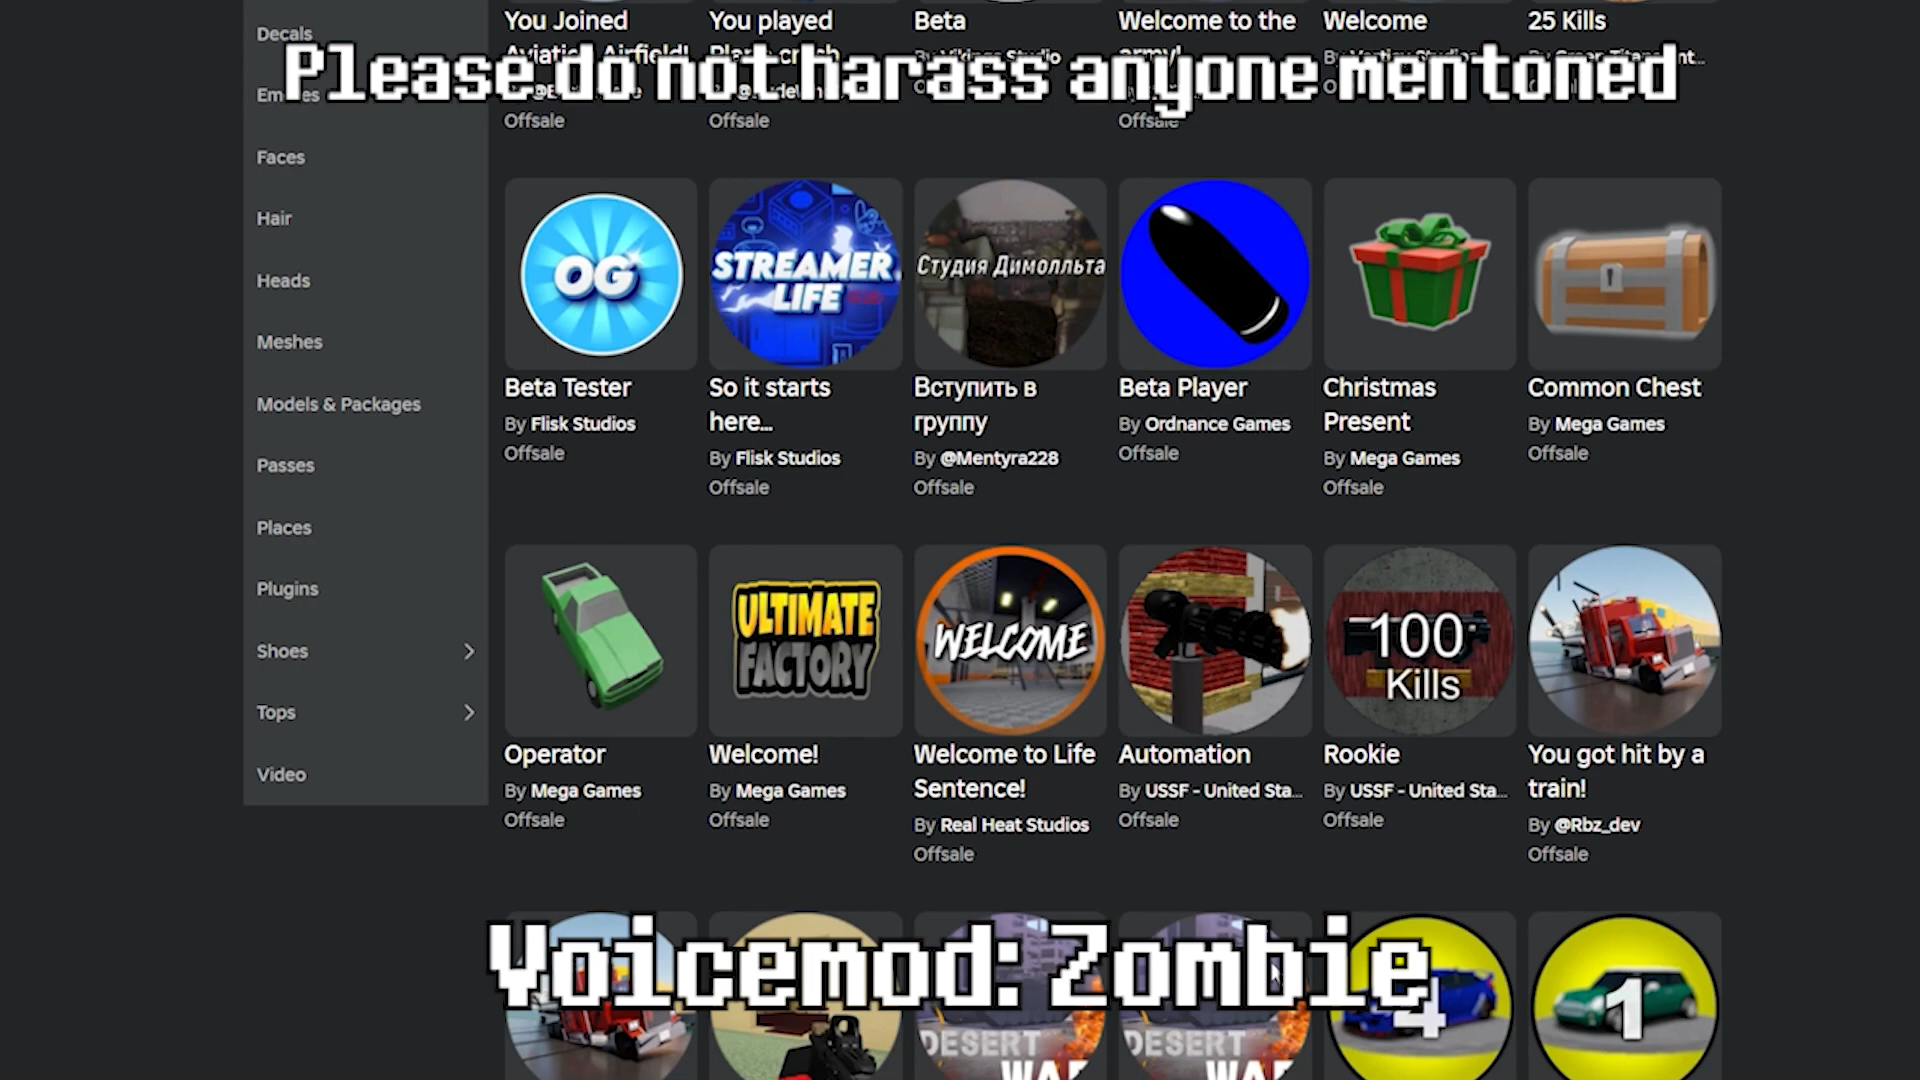 Decals
Emotes
Faces
Hair
Heads
Meshes
Models & Packages
Passes
Places
Plugins
Shoes
Tops
Video
You Joined
You played
Beta
Welcome to the
Welcome
25 Kills
Please do not harass anyone mentoned
Offsale
Offsale
Offsale
OG
STREAMER
LIFE
Студия Димолльта
Beta Tester
By Flisk Studios
Offsale
So it starts
here...
By Flisk Studios
Offsale
Вступить в
группу
By @Mentyra228
Offsale
Beta Player
By Ordnance Games
Offsale
Christmas
Present
By Mega Games
Offsale
Common Chest
By Mega Games
Offsale
ULTIMATE
FACTORY
WELCOME
100
Kills
Operator
By Mega Games
Offsale
Welcome!
By Mega Games
Offsale
Welcome to Life
Sentence!
By Real Heat Studios
Offsale
Automation
By USSF - United Sta...
Offsale
Rookie
By USSF - United Sta...
Offsale
You got hit by a
train!
By @Rbz_dev
Offsale
Voicemod: Zombie
DESERT
WAR
DESERT
WAR
4
1